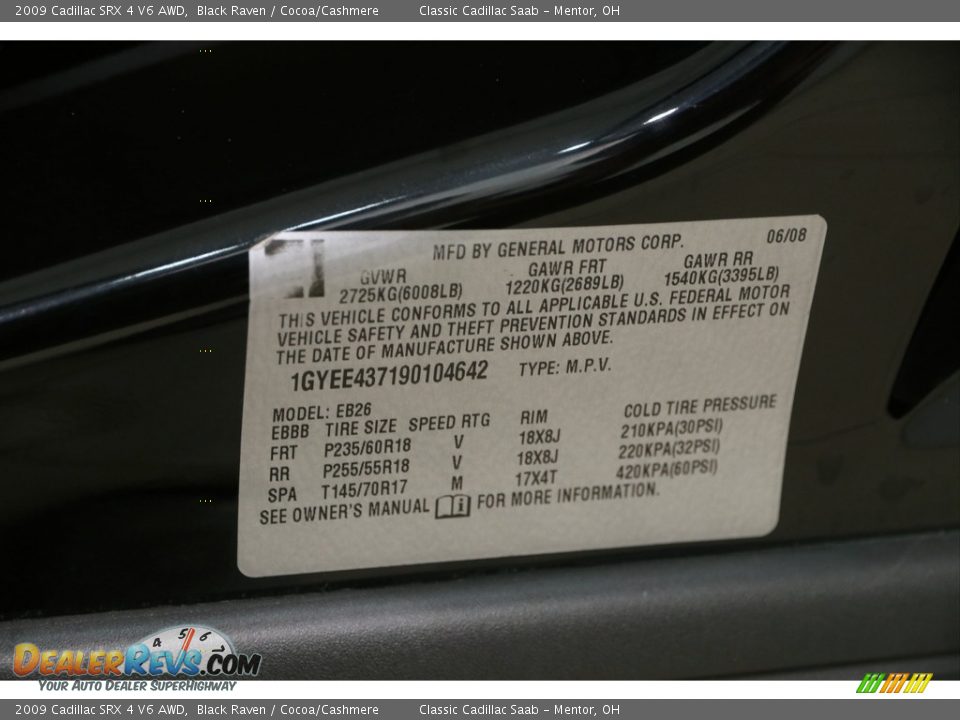 2009 Cadillac SRX 4 V6 AWD, Black Raven / Cocoa/Cashmere Classic Cadillac Saab - Mentor, OH
MFD BY GENERAL MOTORS CORP. 06/08
GVWR GAWR FRT GAWR RR
2725KG(6008LB) 1220KG(2689LB) 1540KG(3395LB)
THIS VEHICLE CONFORMS TO ALL APPLICABLE U.S. FEDERAL MOTOR
VEHICLE SAFETY AND THEFT PREVENTION STANDARDS IN EFFECT ON
THE DATE OF MANUFACTURE SHOWN ABOVE.
1GYEE437190104642 TYPE: M.P.V.
MODEL: EB26
EBBB TIRE SIZE SPEED RTG RIM COLD TIRE PRESSURE
FRT P235/60R18 V 18X8J 210KPA(30PSI)
RR P255/55R18 V 18X8J 220KPA(32PSI)
SPA T145/70R17 M 17X4T 420KPA(60PSI)
SEE OWNER'S MANUAL i FOR MORE INFORMATION.
4 5 6 7
DEALERREVS.COM
YOUR AUTO DEALER SUPERHIGHWAY
2009 Cadillac SRX 4 V6 AWD, Black Raven / Cocoa/Cashmere Classic Cadillac Saab - Mentor, OH